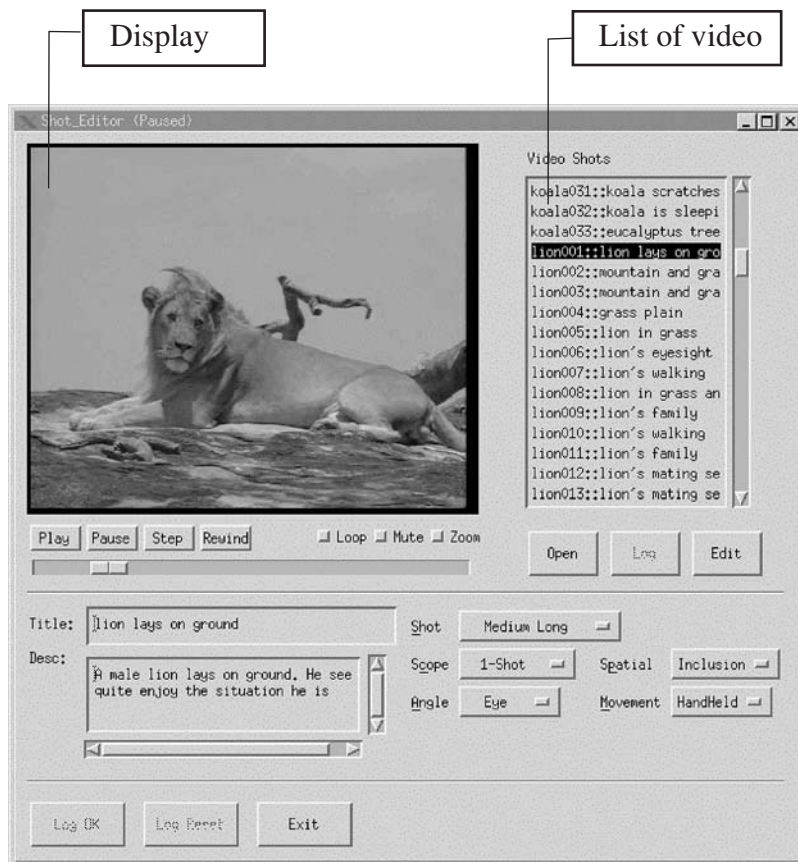 Display
List of video
Shot_Editor (Paused)
Video Shots
koala031::koala scratches
koala032::koala is sleepi
koala033::eucalyptus tree
lion001::lion lays on gro
lion002::mountain and gra
lion003::mountain and gra
lion004::grass plain
lion005::lion in grass
lion006::lion's eyesight
lion007::lion's walking
lion008::lion in grass an
lion009::lion's family
lion010::lion's walking
lion011::lion's family
lion012::lion's mating se
lion013::lion's mating se
Play Pause Step Rewind Loop Mute Zoom
Open Log Edit
Title: lion lays on ground
Shot Medium Long
Desc: A male lion lays on ground. He see
quite enjoy the situation he is
Scope 1-Shot Spatial Inclusion
Angle Eye Movement HandHeld
Log OK Log Reset Exit